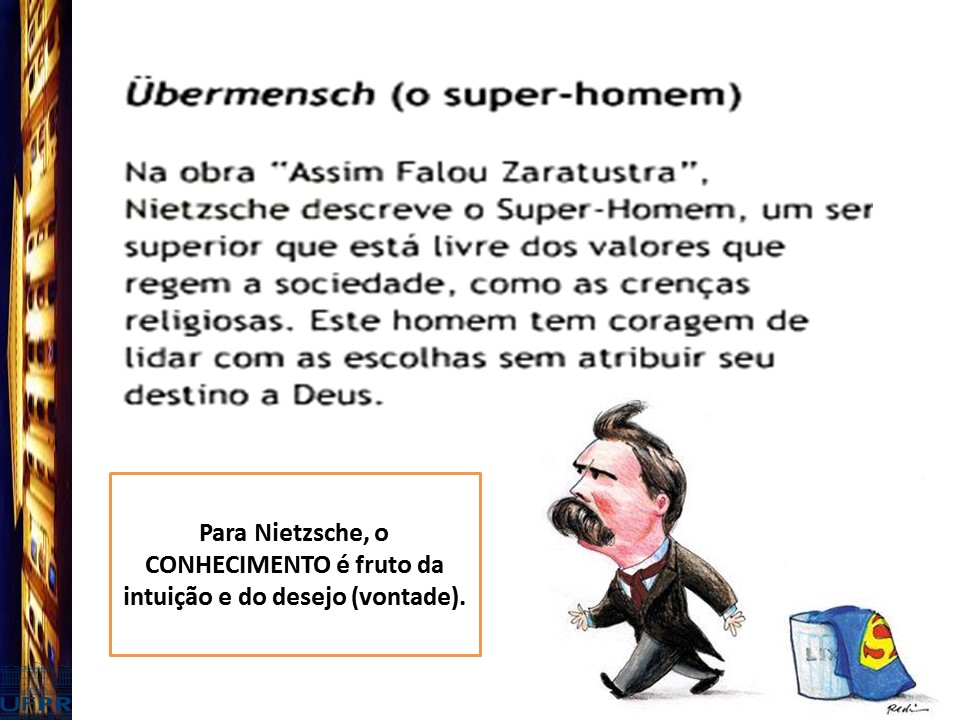 Übermensch (o super-homem)
Na obra “Assim Falou Zaratustra”,
Nietzsche descreve o Super-Homem, um ser
superior que está livre dos valores que
regem a sociedade, como as crenças
religiosas. Este homem tem coragem de
lidar com as escolhas sem atribuir seu
destino a Deus.
Para Nietzsche, o
CONHECIMENTO é fruto da
intuição e do desejo (vontade).
LIX
S
UFPR